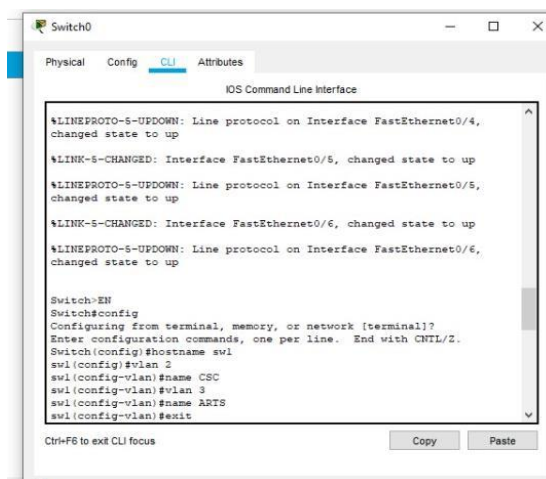 Switch0
Physical Config CLI Attributes
IOS Command Line Interface
%LINEPROTO-5-UPDOWN: Line protocol on Interface FastEthernet0/4,
changed state to up
%LINK-5-CHANGED: Interface FastEthernet0/5, changed state to up
%LINEPROTO-5-UPDOWN: Line protocol on Interface FastEthernet0/5,
changed state to up
%LINK-5-CHANGED: Interface FastEthernet0/6, changed state to up
%LINEPROTO-5-UPDOWN: Line protocol on Interface FastEthernet0/6,
changed state to up
Switch>EN
Switch#config
Configuring from terminal, memory, or network [terminal]?
Enter configuration commands, one per line. End with CNTL/Z.
Switch(config)#hostname sw1
sw1(config)#vlan 2
sw1(config-vlan)#name CSC
sw1(config-vlan)#vlan 3
sw1(config-vlan)#name ARTS
sw1(config-vlan)#exit
Ctrl+F6 to exit CLI focus
Copy Paste